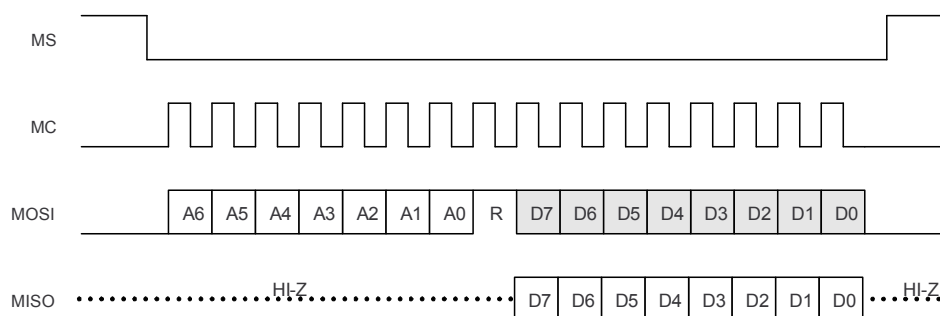 MS
MC
MOSI A6 A5 A4 A3 A2 A1 A0 R D7 D6 D5 D4 D3 D2 D1 D0
HI-Z HI-Z
MISO D7 D6 D5 D4 D3 D2 D1 D0